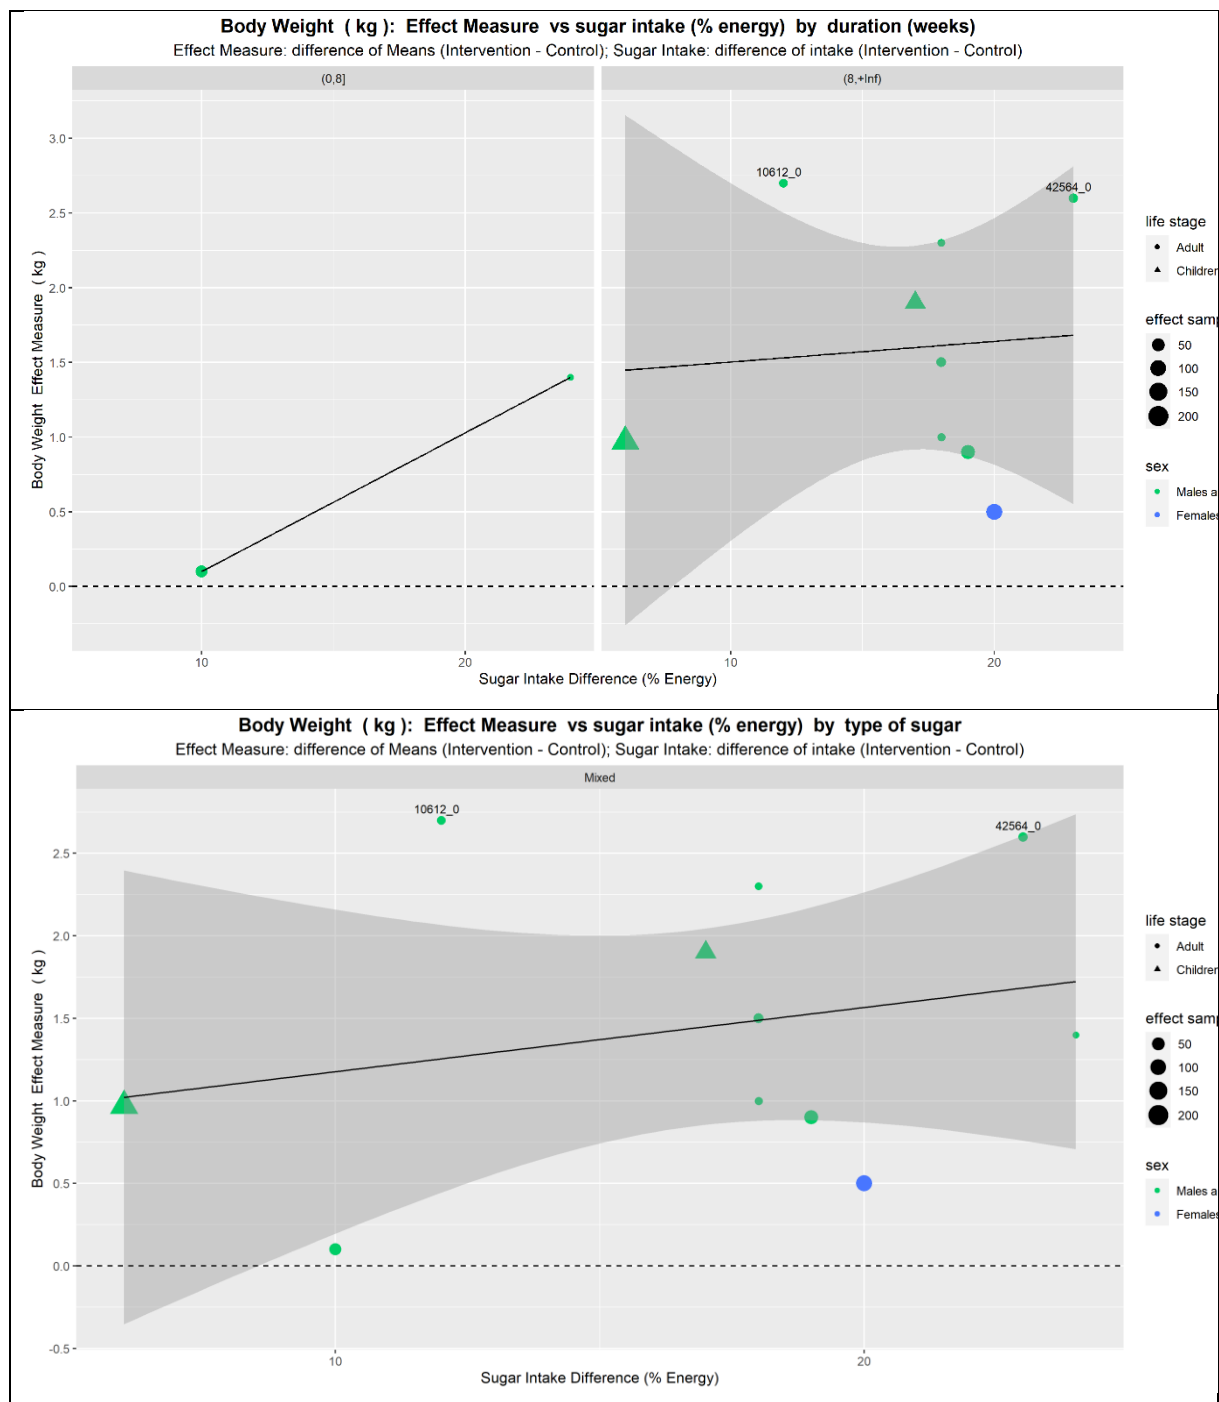 Body Weight ( kg ): Effect Measure vs sugar intake (% energy) by duration (weeks)
Effect Measure: difference of Means (Intervention - Control); Sugar Intake: difference of intake (Intervention - Control)
(0,8]
(8,+Inf)
3.0
2.5
2.0
1.5
1.0
0.5
0.0
Body Weight Effect Measure ( kg )
10612_0
42564_0
10
20
10
20
Sugar Intake Difference (% Energy)
life stage
Adult
Children
effect samp
50
100
150
200
sex
Males a
Females
Body Weight ( kg ): Effect Measure vs sugar intake (% energy) by type of sugar
Effect Measure: difference of Means (Intervention - Control); Sugar Intake: difference of intake (Intervention - Control)
Mixed
2.5
2.0
1.5
1.0
0.5
0.0
-0.5
Body Weight Effect Measure ( kg )
10612_0
42564_0
10
20
Sugar Intake Difference (% Energy)
life stage
Adult
Children
effect samp
50
100
150
200
sex
Males a
Females